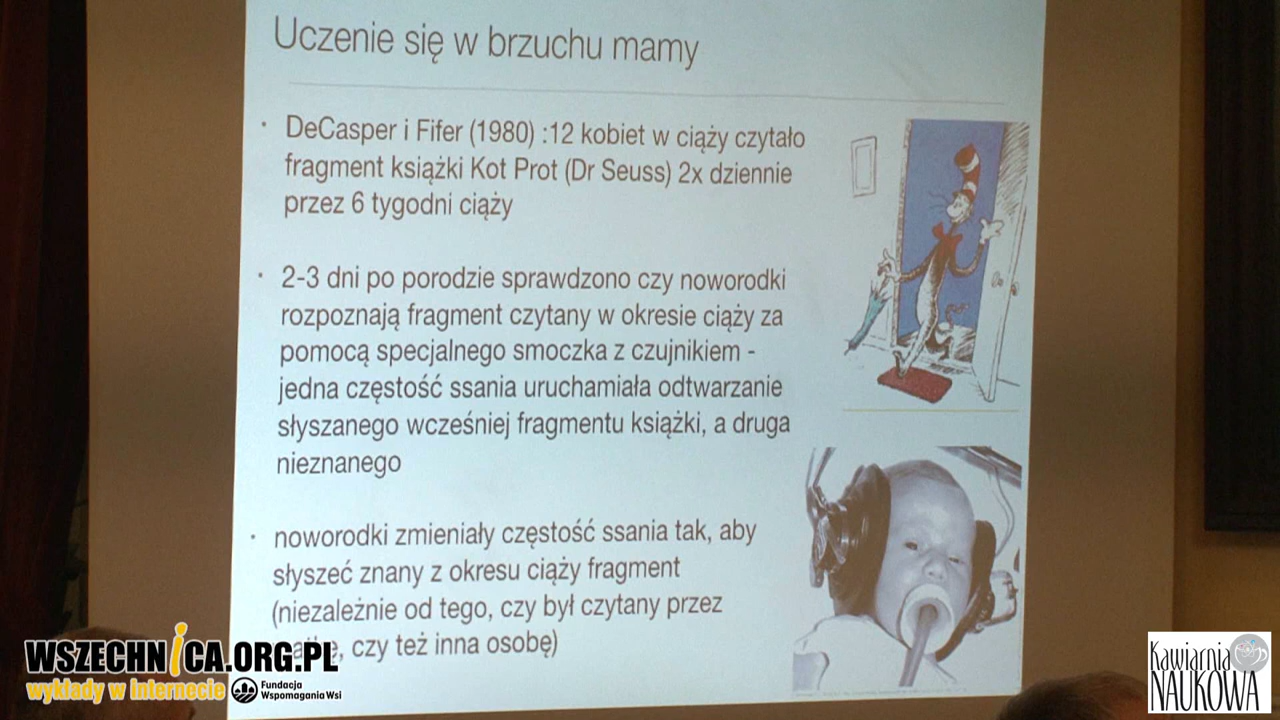 Uczenie się w brzuchu mamy
· DeCasper i Fifer (1980) :12 kobiet w ciąży czytało
fragment książki Kot Prot (Dr Seuss) 2x dziennie
przez 6 tygodni ciąży
· 2-3 dni po porodzie sprawdzono czy noworodki
rozpoznają fragment czytany w okresie ciąży za
pomocą specjalnego smoczka z czujnikiem -
jedna częstość ssania uruchamiała odtwarzanie
słyszanego wcześniej fragmentu książki, a druga
nieznanego
· noworodki zmieniały częstość ssania tak, aby
słyszeć znany z okresu ciąży fragment
(niezależnie od tego, czy był czytany przez
czy też inna osobę)
WSZECHNICA.ORG.PL
wykłady w internecie
Fundacja
Wspomagania Wsi
Kawiarnia
NAUKOWA